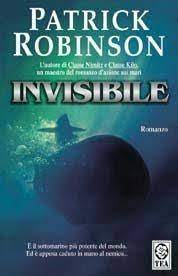 PATRICK
ROBINSON
L'autore di Classe Nimitz e Classe Kilo,
un maestro del romanzo d'azione sui mari
INVISIBILE
Romanzo
È il sottomarino più potente del mondo.
Ed è appena caduto in mano al nemico...
TEA